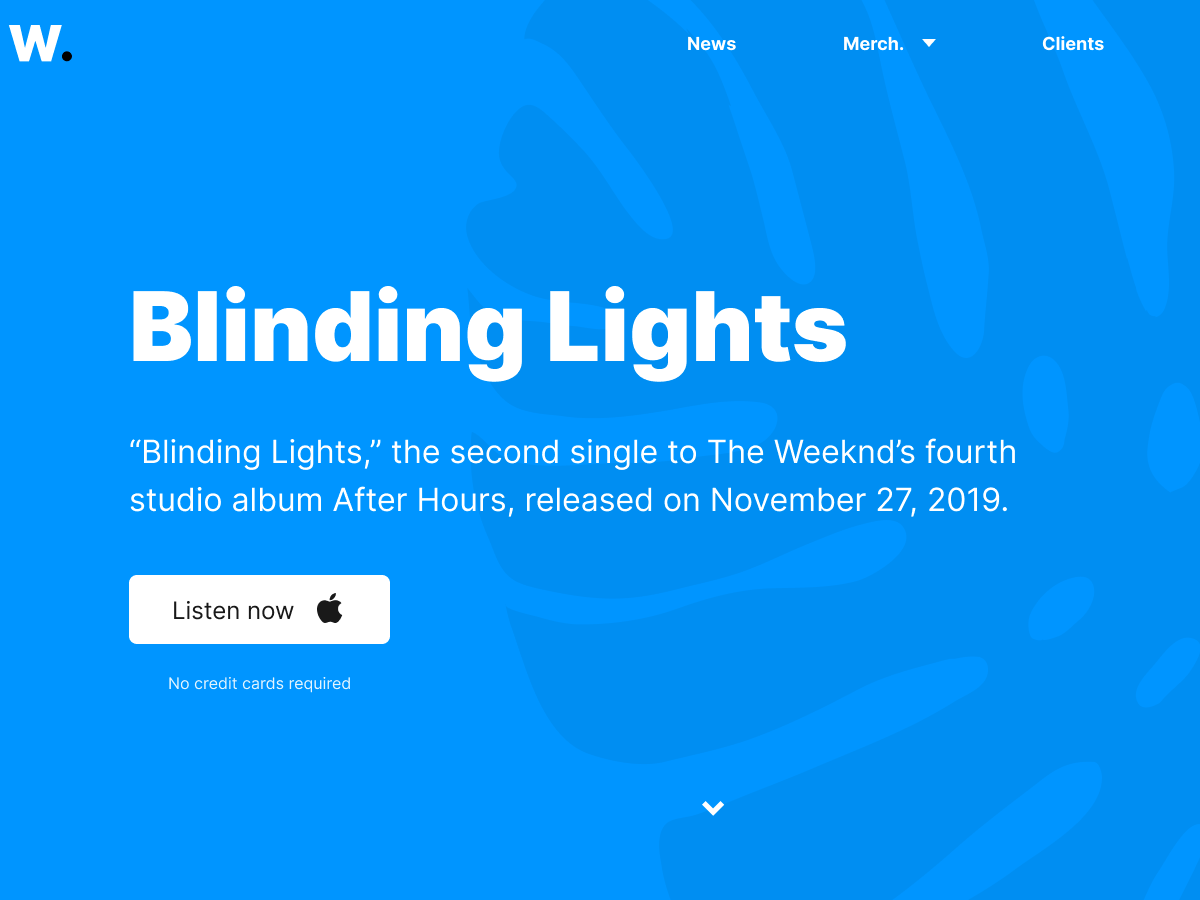 W.
News
Merch.
Clients
Blinding Lights
“Blinding Lights,” the second single to The Weeknd’s fourth
studio album After Hours, released on November 27, 2019.
Listen now
No credit cards required